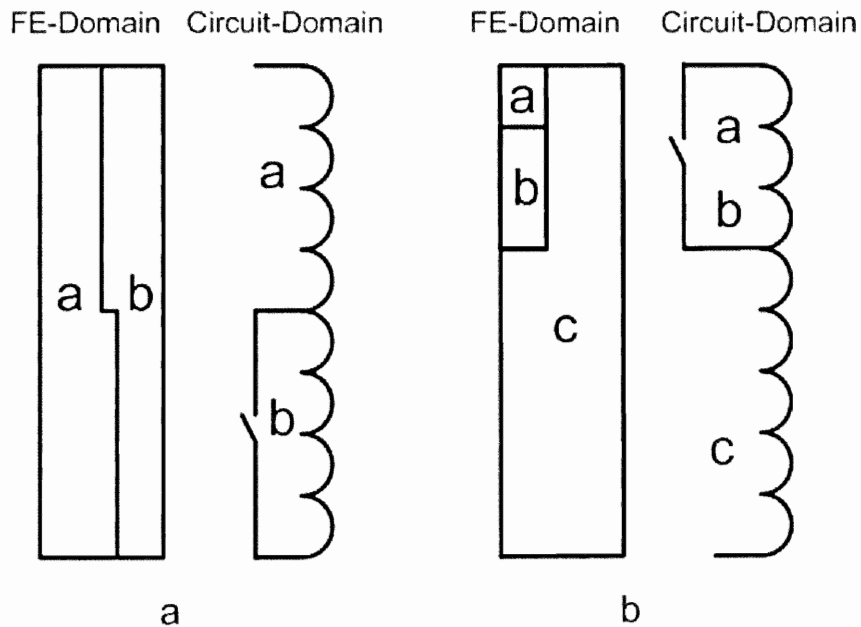 FE-Domain Circuit-Domain FE-Domain Circuit-Domain
a a
a b b
a b c
b c
a b